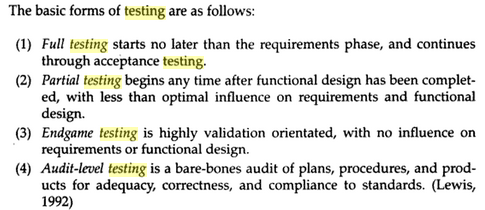 The basic forms of testing are as follows:
(1) Full testing starts no later than the requirements phase, and continues
through acceptance testing.
(2) Partial testing begins any time after functional design has been complet-
ed, with less than optimal influence on requirements and functional
design.
(3) Endgame testing is highly validation orientated, with no influence on
requirements or functional design.
(4) Audit-level testing is a bare-bones audit of plans, procedures, and prod-
ucts for adequacy, correctness, and compliance to standards. (Lewis,
1992)